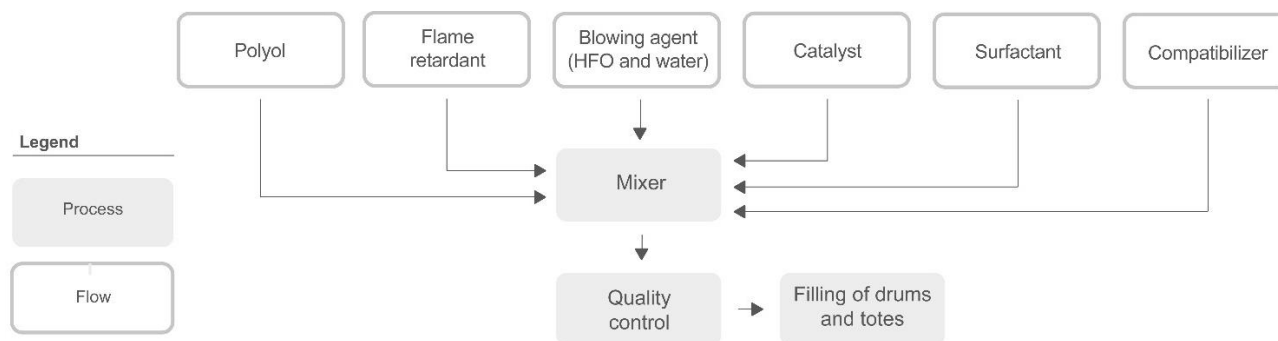 Polyol
Flame
retardant
Blowing agent
(HFO and water)
Catalyst
Surfactant
Compatibilizer
Legend
Process
Flow
Mixer
Quality
control
Filling of drums
and totes